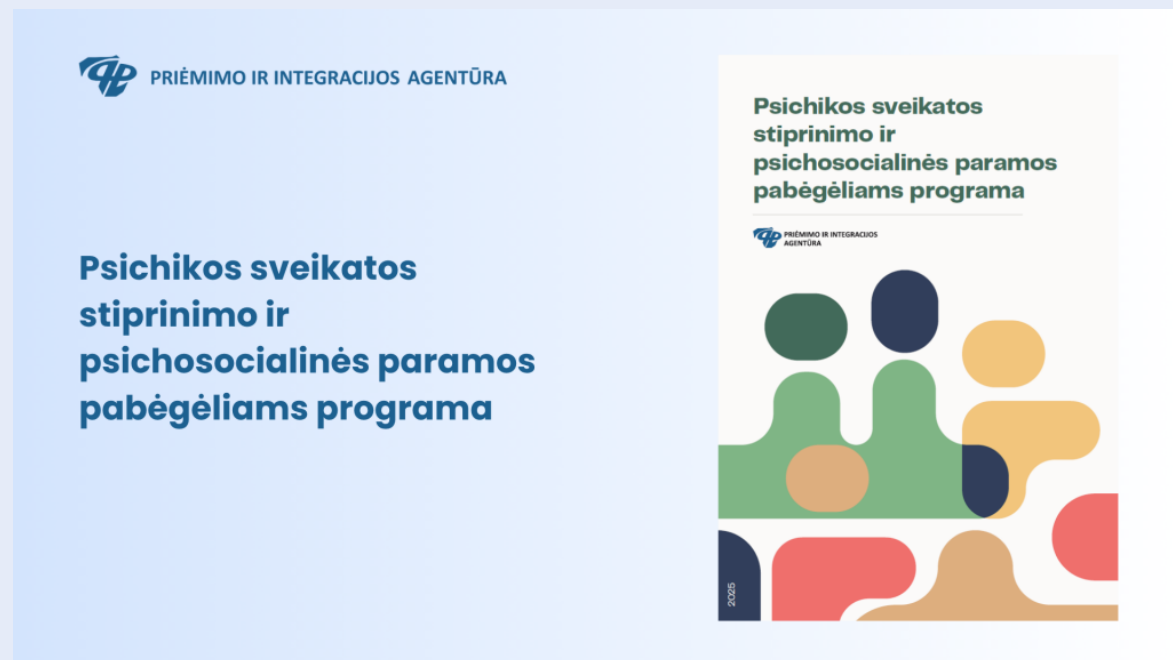 PRIĖMIMO IR INTEGRACIJOS AGENTŪRA
Psichikos sveikatos
stiprinimo ir
psichosocialinės paramos
pabėgėliams programa
Psichikos sveikatos
stiprinimo ir
psichosocialinės paramos
pabėgėliams programa
PRIĖMIMO IR INTEGRACIJOS
AGENTŪRA
2025